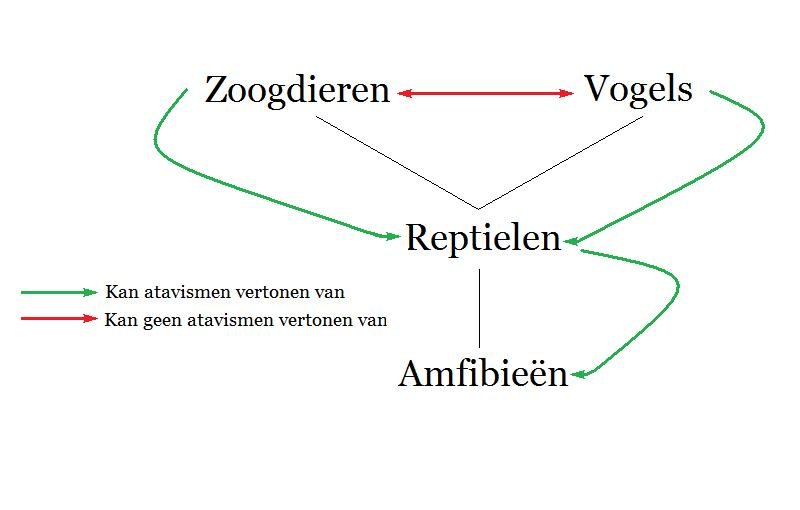 Zoogdieren
Vogels
Reptielen
Kan atavismen vertonen van
Kan geen atavismen vertonen van
Amfibieën